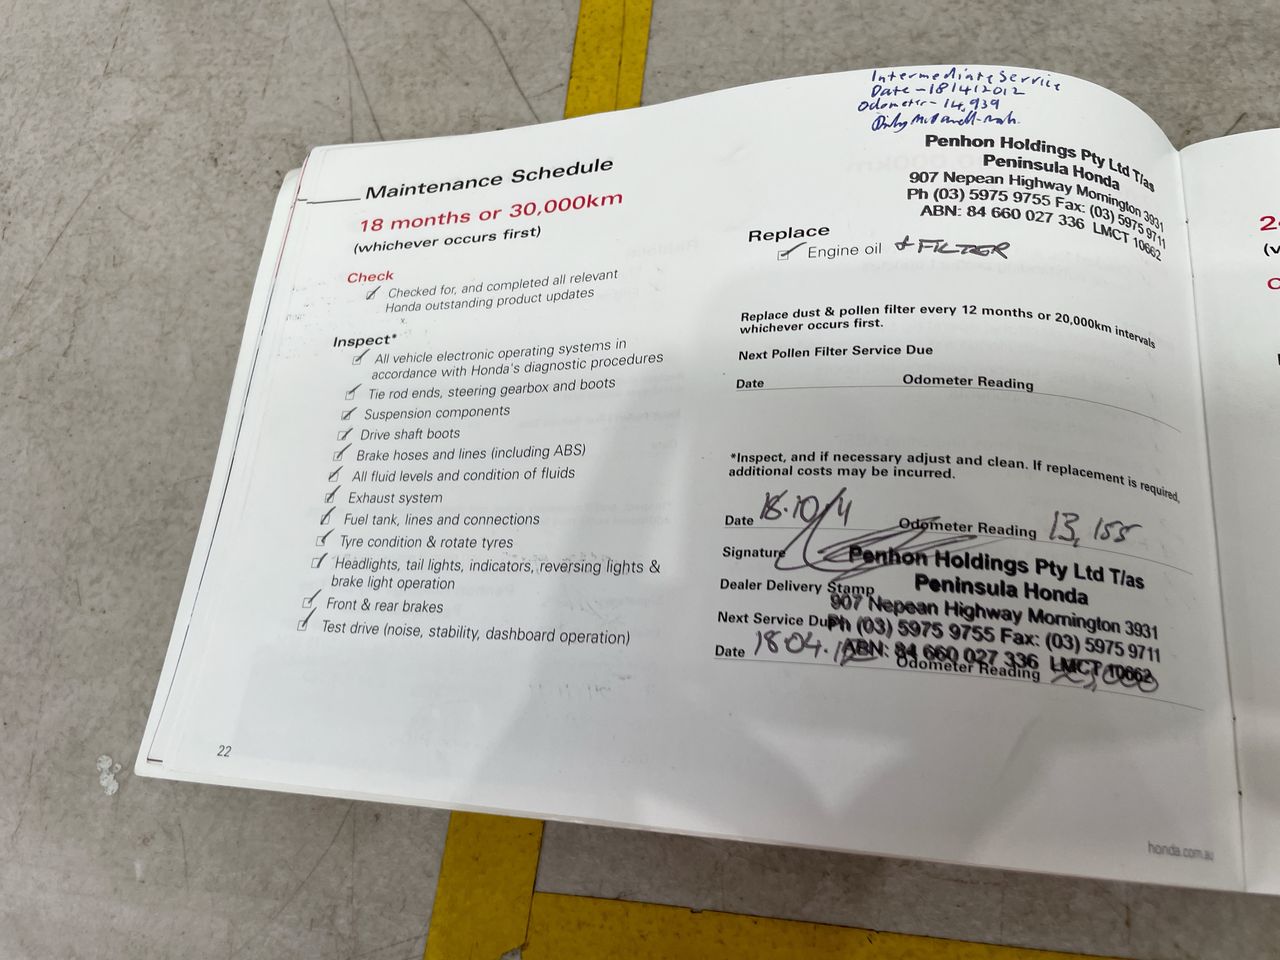 Maintenance Schedule
18 months or 30,000km
(whichever occurs first)
Check
Checked for, and completed all relevant
Honda outstanding product updates
Inspect*
All vehicle electronic operating systems in
accordance with Honda's diagnostic procedures
Tie rod ends, steering gearbox and boots
Suspension components
Drive shaft boots
Brake hoses and lines (including ABS)
All fluid levels and condition of fluids
Exhaust system
Fuel tank, lines and connections
Tyre condition & rotate tyres
Headlights, tail lights, indicators, reversing lights &
brake light operation
Front & rear brakes
Test drive (noise, stability, dashboard operation)
22
Intermediate Service
Date - 18/4/2012
Odometer - 14,939
Penhon Holdings Pty Ltd T/as
Peninsula Honda
907 Nepean Highway Mornington 3931
Ph (03) 5975 9755 Fax: (03) 5975 9711
ABN: 84 660 027 336 LMCT 10662
Replace
Engine oil & FILTER
Replace dust & pollen filter every 12 months or 20,000km intervals
whichever occurs first.
Next Pollen Filter Service Due
Date Odometer Reading
*Inspect, and if necessary adjust and clean. If replacement is required,
additional costs may be incurred.
Date 18.10/11 Odometer Reading 13,155
Signature
Penhon Holdings Pty Ltd T/as
Peninsula Honda
Dealer Delivery Stamp
907 Nepean Highway Mornington 3931
Next Service Due
Ph (03) 5975 9755 Fax: (03) 5975 9711
ABN: 84 660 027 336 LMCT 10662
Date 18.04. Odometer Reading
honda.com.au